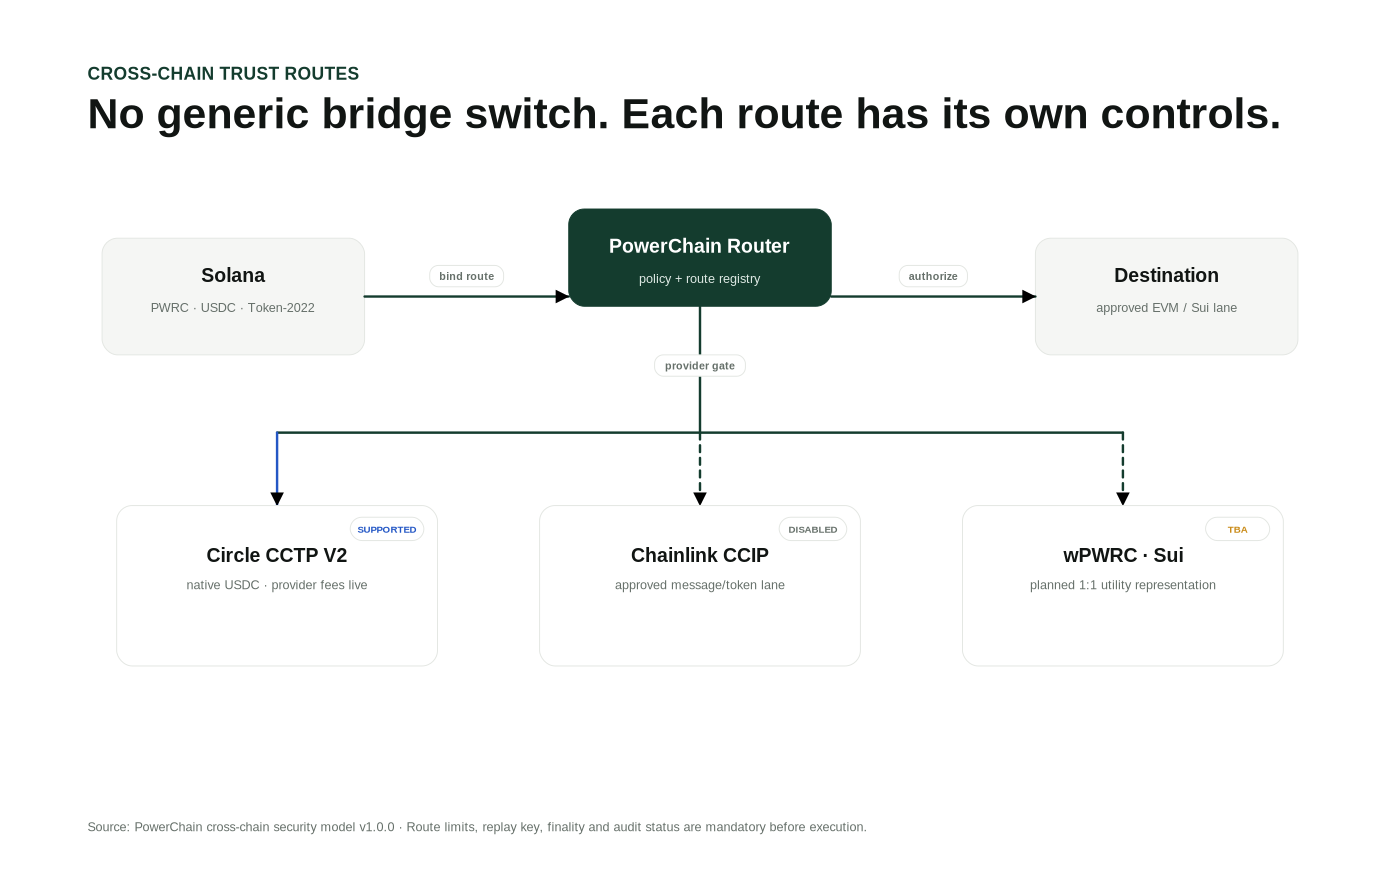 CROSS-CHAIN TRUST ROUTES
No generic bridge switch. Each route has its own controls.
Solana
PWRC · USDC · Token-2022
bind route
PowerChain Router
policy + route registry
authorize
Destination
approved EVM / Sui lane
provider gate
SUPPORTED
Circle CCTP V2
native USDC · provider fees live
DISABLED
Chainlink CCIP
approved message/token lane
TBA
wPWRC · Sui
planned 1:1 utility representation
Source: PowerChain cross-chain security model v1.0.0 · Route limits, replay key, finality and audit status are mandatory before execution.